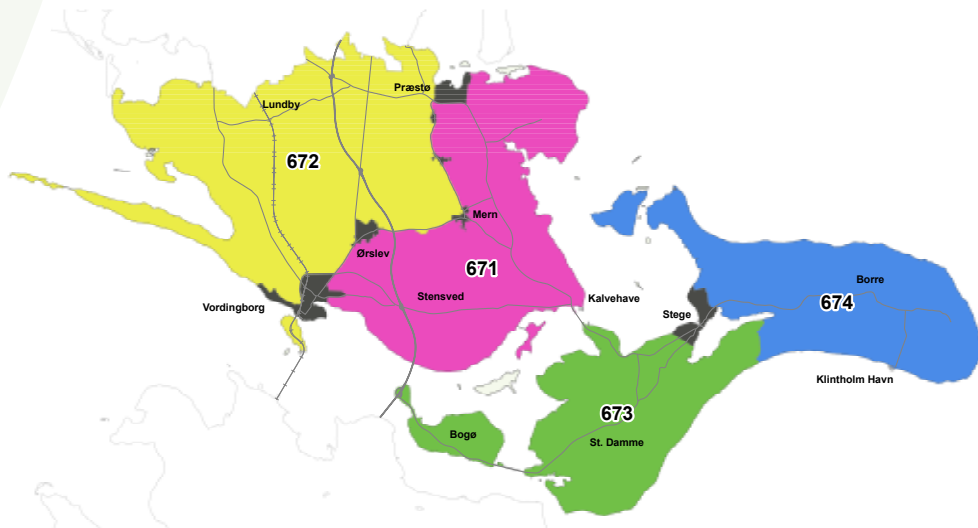 Præstø
Lundby
672
Mern
Ørslev
671
Borre
Stensved
Kalvehave
674
Vordingborg
Stege
Klintholm Havn
673
Bogø
St. Damme